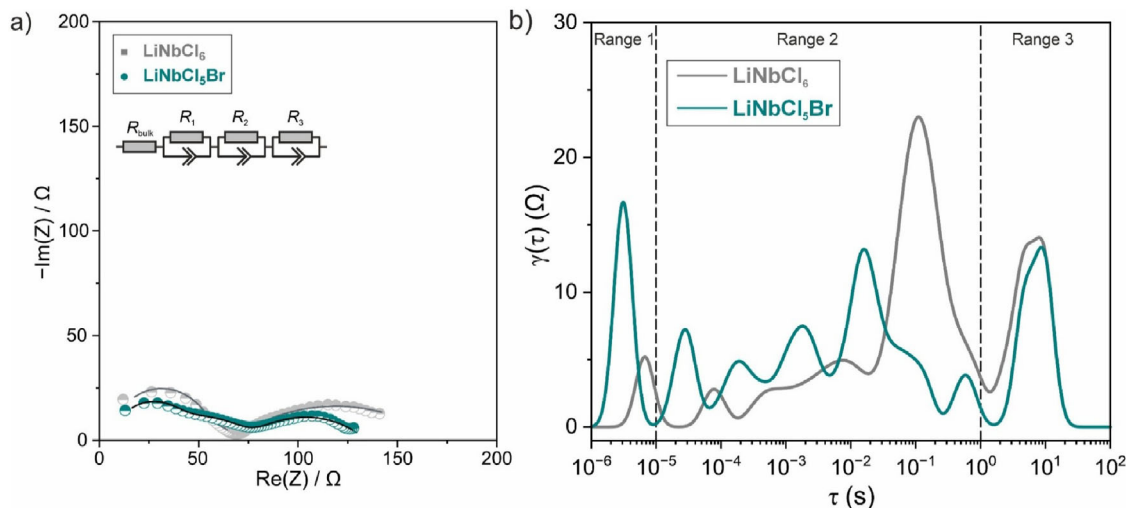 a)
200
150
100
50
25
0
−Im(Z) / Ω
LiNbCl₆
LiNbCl₅Br
R_bulk
R₁
R₂
R₃
0 50 100 150 200
Re(Z) / Ω
b)
30
20
10
0
γ(τ) (Ω)
Range 1 Range 2 Range 3
LiNbCl₆
LiNbCl₅Br
10⁻⁶ 10⁻⁵ 10⁻⁴ 10⁻³ 10⁻² 10⁻¹ 10⁰ 10¹ 10²
τ (s)